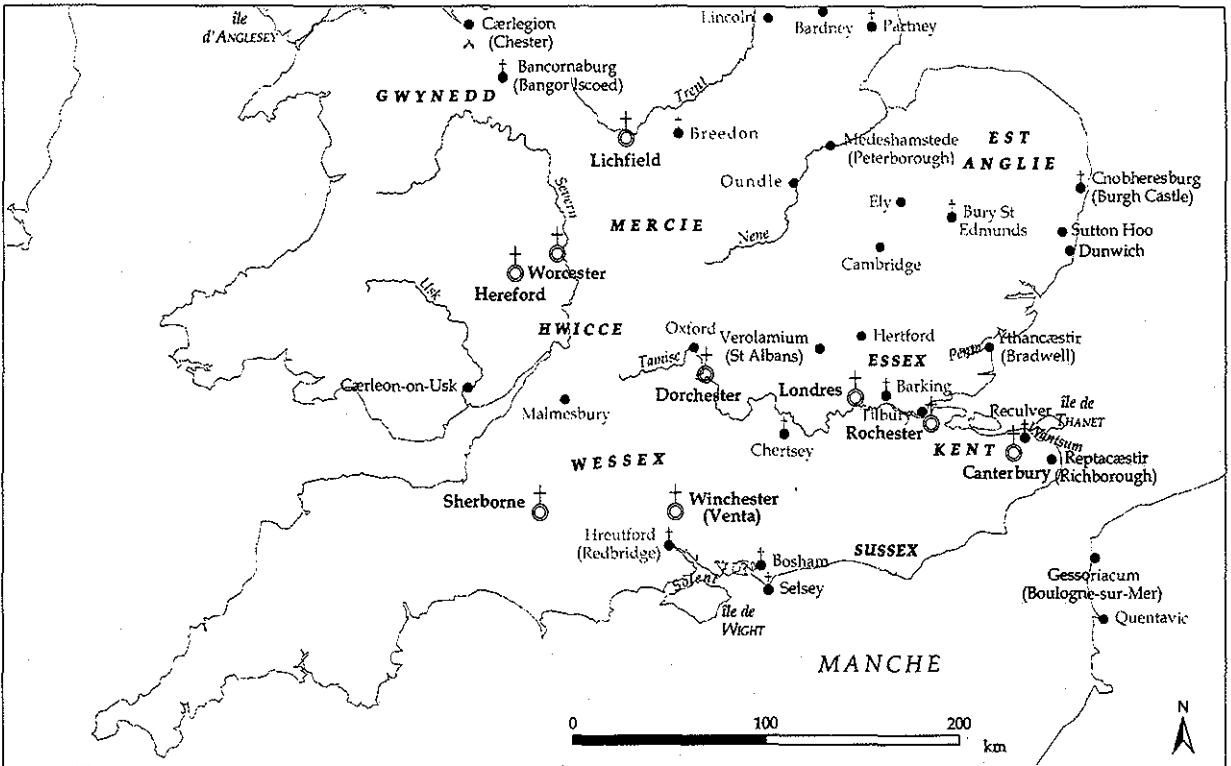 île
d'ANGLESEY
Cærlegion
(Chester)
Lincoln
Bardney
Partney
Bancornaburg
(Bangor Iscoed)
GWYNEDD
Trent
Lichfield
Breedon
Medeshamstede
(Peterborough)
EST
ANGLIE
Oundle
Cnobheresburg
(Burgh Castle)
Severn
Ely
Bury St
Edmunds
MERCIE
Nene
Sutton Hoo
Dunwich
Cambridge
Worcester
Hereford
Usk
HWICCE
Oxford
Verolamium
(St Albans)
Hertford
Tamise
ESSEX
Ythancæstir
(Bradwell)
Cærleon-on-Usk
Malmesbury
Dorchester
Londres
Barking
Tilbury
Rochester
Reculver
île de
THANET
Wantsum
Chertsey
KENT
Canterbury
Reptacæstir
(Richborough)
WESSEX
Sherborne
Winchester
(Venta)
Hreutford
(Redbridge)
Solent
Bosham
Selsey
SUSSEX
île de
WIGHT
Gessoriacum
(Boulogne-sur-Mer)
Quentavic
MANCHE
0
100
200
km
N